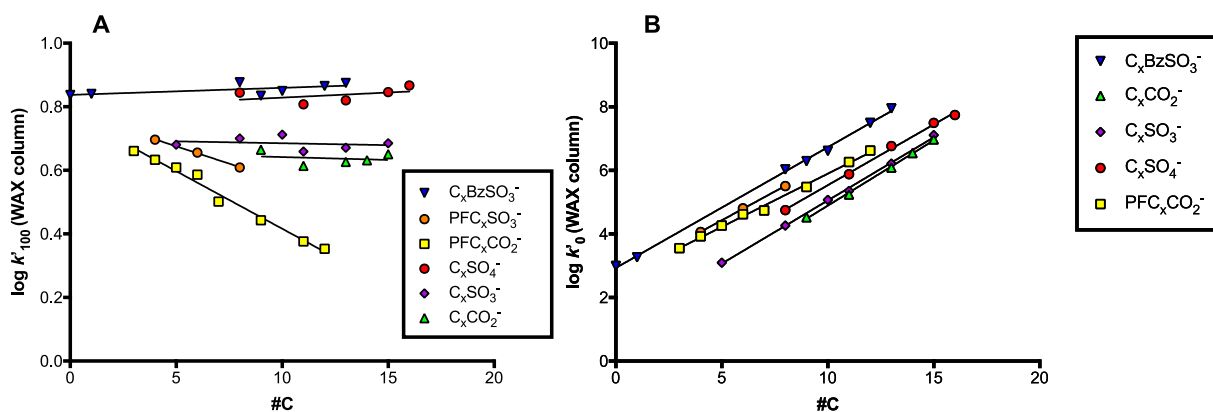 A
B
log k'₁₀₀ (WAX column)
1.0
0.8
0.6
0.4
0.2
0.0
0
5
10
15
20
#C
CₓBzSO₃⁻
PFCₓSO₃⁻
PFCₓCO₂⁻
CₓSO₄⁻
CₓSO₃⁻
CₓCO₂⁻
log k'₀ (WAX column)
10
8
6
4
2
0
0
5
10
15
20
#C
CₓBzSO₃⁻
CₓCO₂⁻
CₓSO₃⁻
CₓSO₄⁻
PFCₓCO₂⁻